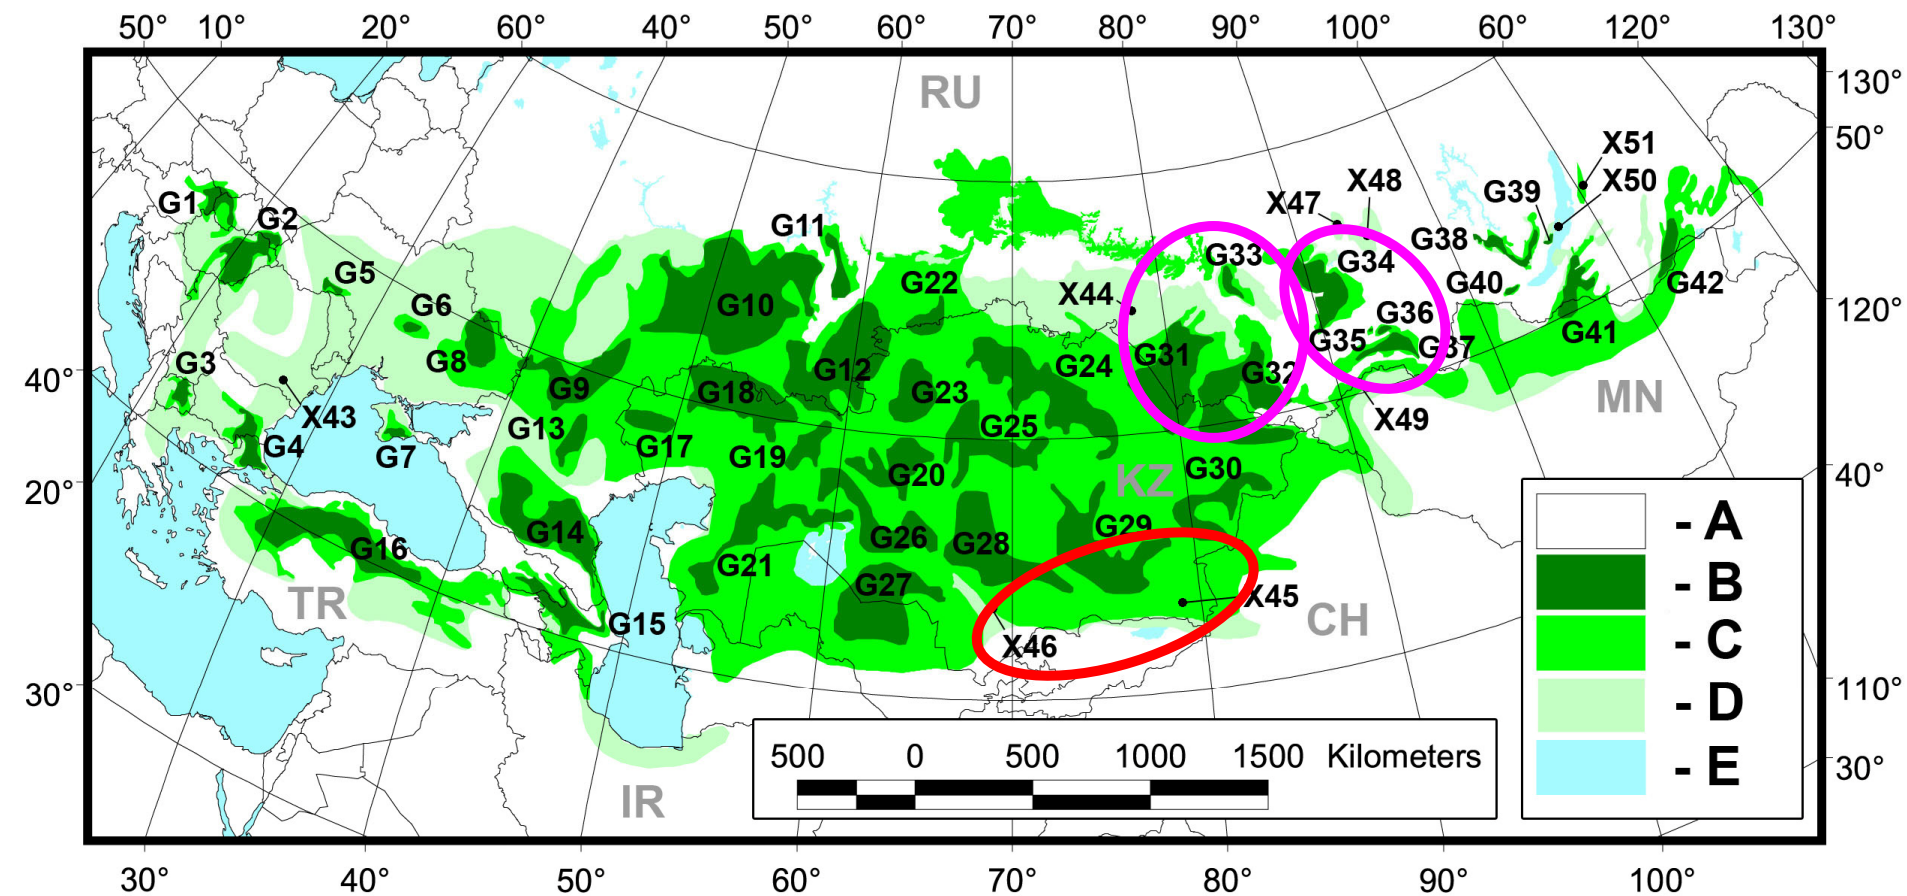 50° 10° 20° 60° 40° 50° 60° 70° 80° 90° 100° 60° 120° 130°
RU
130°
50°
X51
X48
X50
X47
G39
G1
G2
G11
G38
G33
G34
G5
G22
G40
G42
X44
G6
G10
120°
G36
G41
G35
G37
G31
G3
G8
G24
G12
G32
40°
G9
G18
G23
MN
X43
X49
G25
G13
G4
G7
G17
G19
G30
40°
G20
KZ
20°
G29
G14
G26
G28
G16
G21
G27
TR
X45
G15
CH
X46
30°
110°
500 0 500 1000 1500 Kilometers
IR
- A
- B
- C
- D
- E
30°
30° 40° 50° 60° 70° 80° 90° 100°